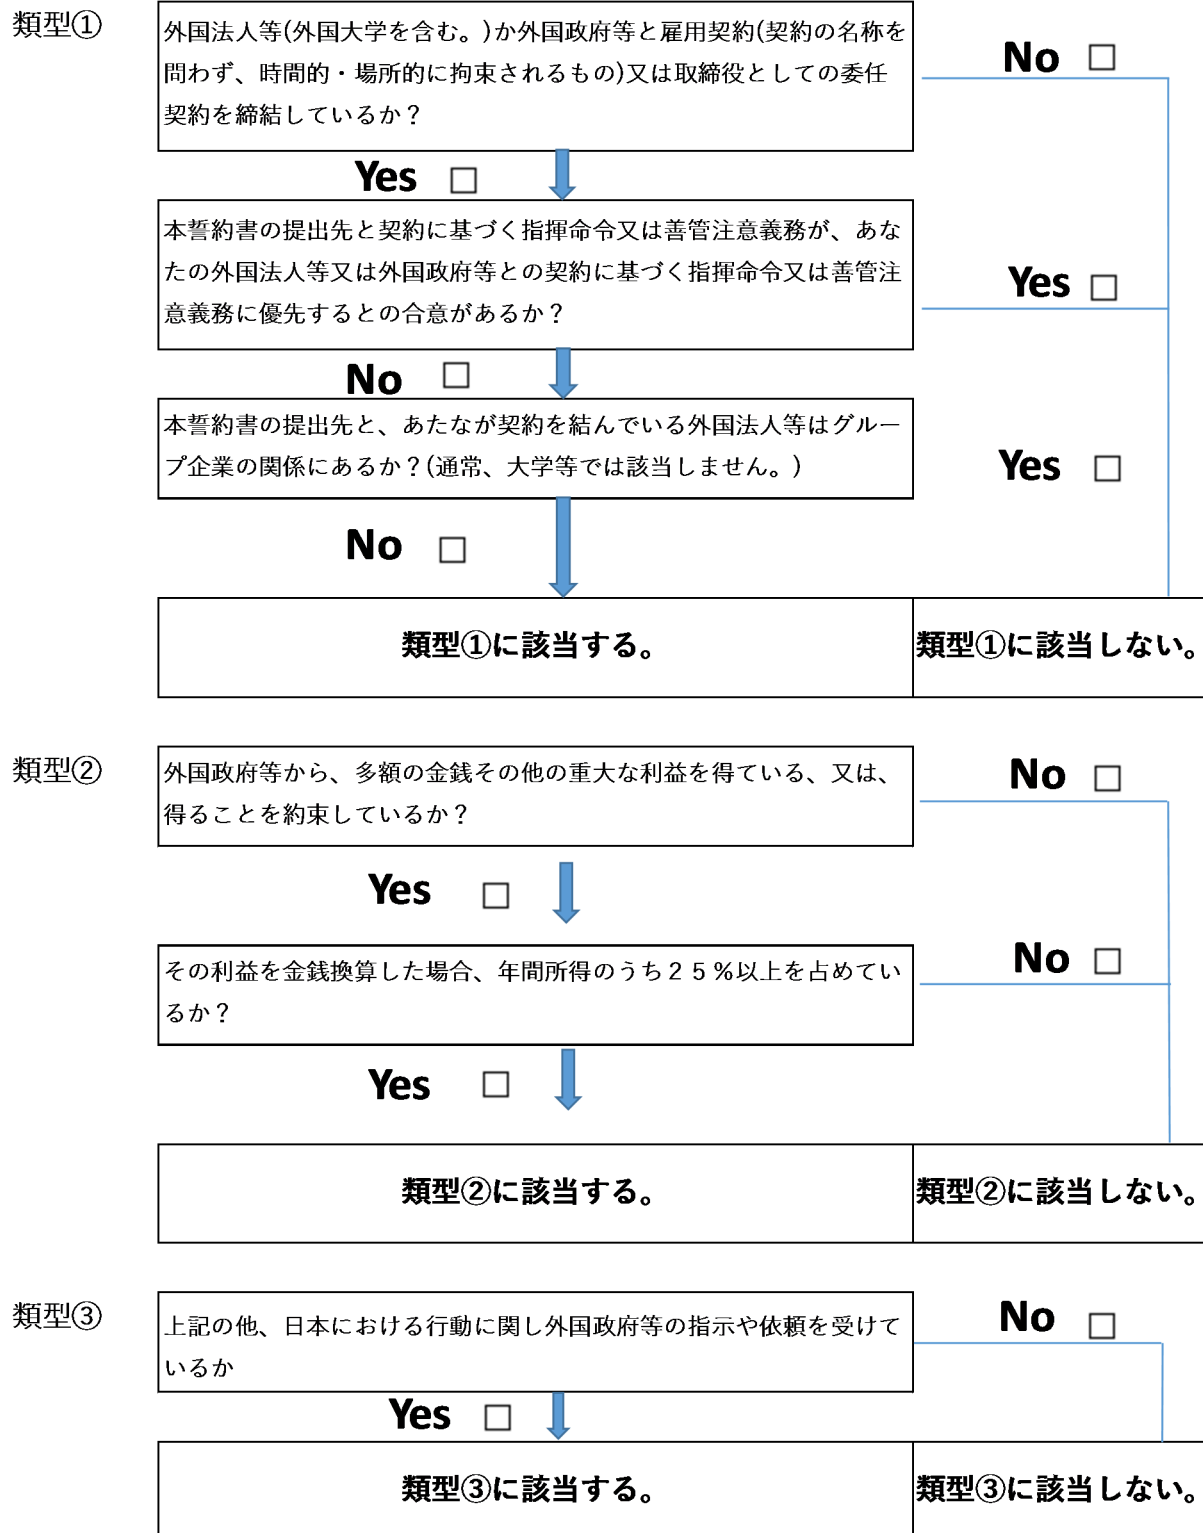 類型①
外国法人等(外国大学を含む。)か外国政府等と雇用契約(契約の名称を
問わず、時間的・場所的に拘束されるもの)又は取締役としての委任
契約を締結しているか？
No □
Yes □
本誓約書の提出先と契約に基づく指揮命令又は善管注意義務が、あな
たの外国法人等又は外国政府等との契約に基づく指揮命令又は善管注
意義務に優先するとの合意があるか？
Yes □
No □
本誓約書の提出先と、あたなが契約を結んでいる外国法人等はグルー
プ企業の関係にあるか？(通常、大学等では該当しません。)
Yes □
No □
類型①に該当する。
類型①に該当しない。
類型②
外国政府等から、多額の金銭その他の重大な利益を得ている、又は、
得ることを約束しているか？
No □
Yes □
その利益を金銭換算した場合、年間所得のうち２５％以上を占めてい
るか？
No □
Yes □
類型②に該当する。
類型②に該当しない。
類型③
上記の他、日本における行動に関し外国政府等の指示や依頼を受けて
いるか
No □
Yes □
類型③に該当する。
類型③に該当しない。